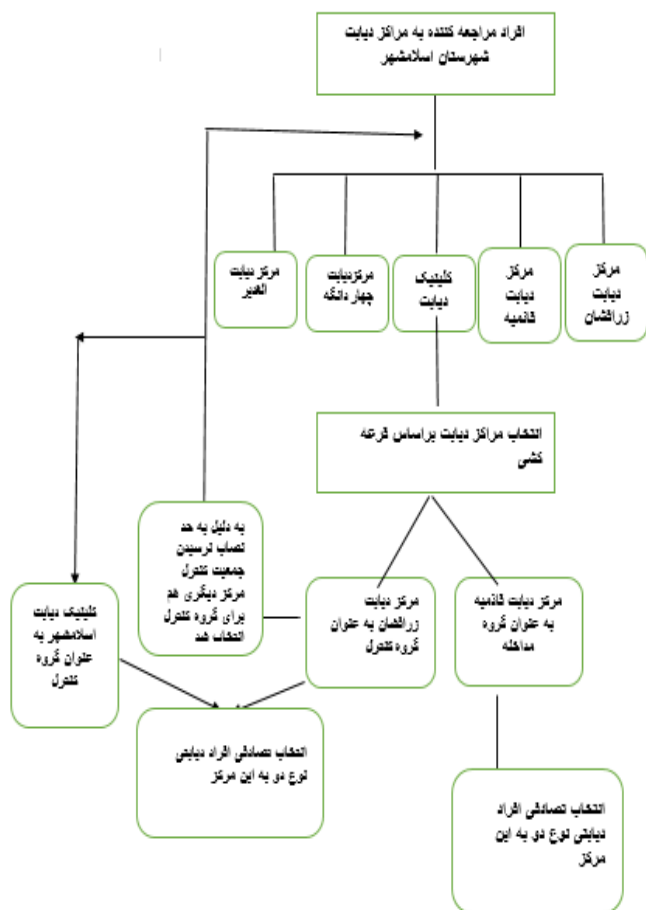 افراد مراجعه کننده به مراکز دیابت
شهرستان اسلامشهر
مرکز
دیابت
زرافشان
مرکز
دیابت
قائمیه
کلینیک
دیابت
مرکزدیابت
چهار دانگه
مرکز دیابت
الغدیر
انتخاب مراکز دیابت براساس قرعه
کشی
به دلیل به حد
نصاب نرسیدن
جمعیت کنترل
مرکز دیگری هم
برای گروه کنترل
انتخاب شد
مرکز دیابت قائمیه
به عنوان گروه
مداخله
مرکز دیابت
زرافشان به عنوان
گروه کنترل
کلینیک دیابت
اسلامشهر به
عنوان گروه
کنترل
انتخاب تصادفی افراد دیابتی
نوع دو به این مرکز
انتخاب تصادفی افراد
دیابتی نوع دو به این
مرکز